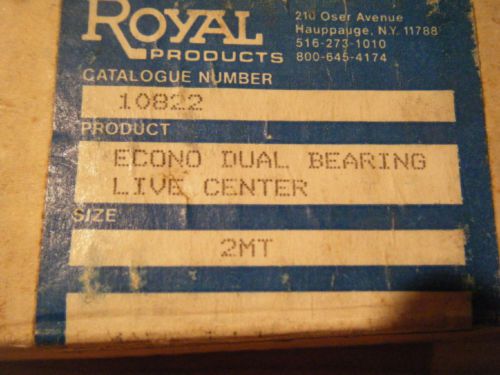 ROYAL
PRODUCTS
210 Oser Avenue
Hauppauge, N.Y. 11788
516-273-1010
800-645-4174
CATALOGUE NUMBER
10822
PRODUCT
ECONO DUAL BEARING
LIVE CENTER
SIZE
2MT